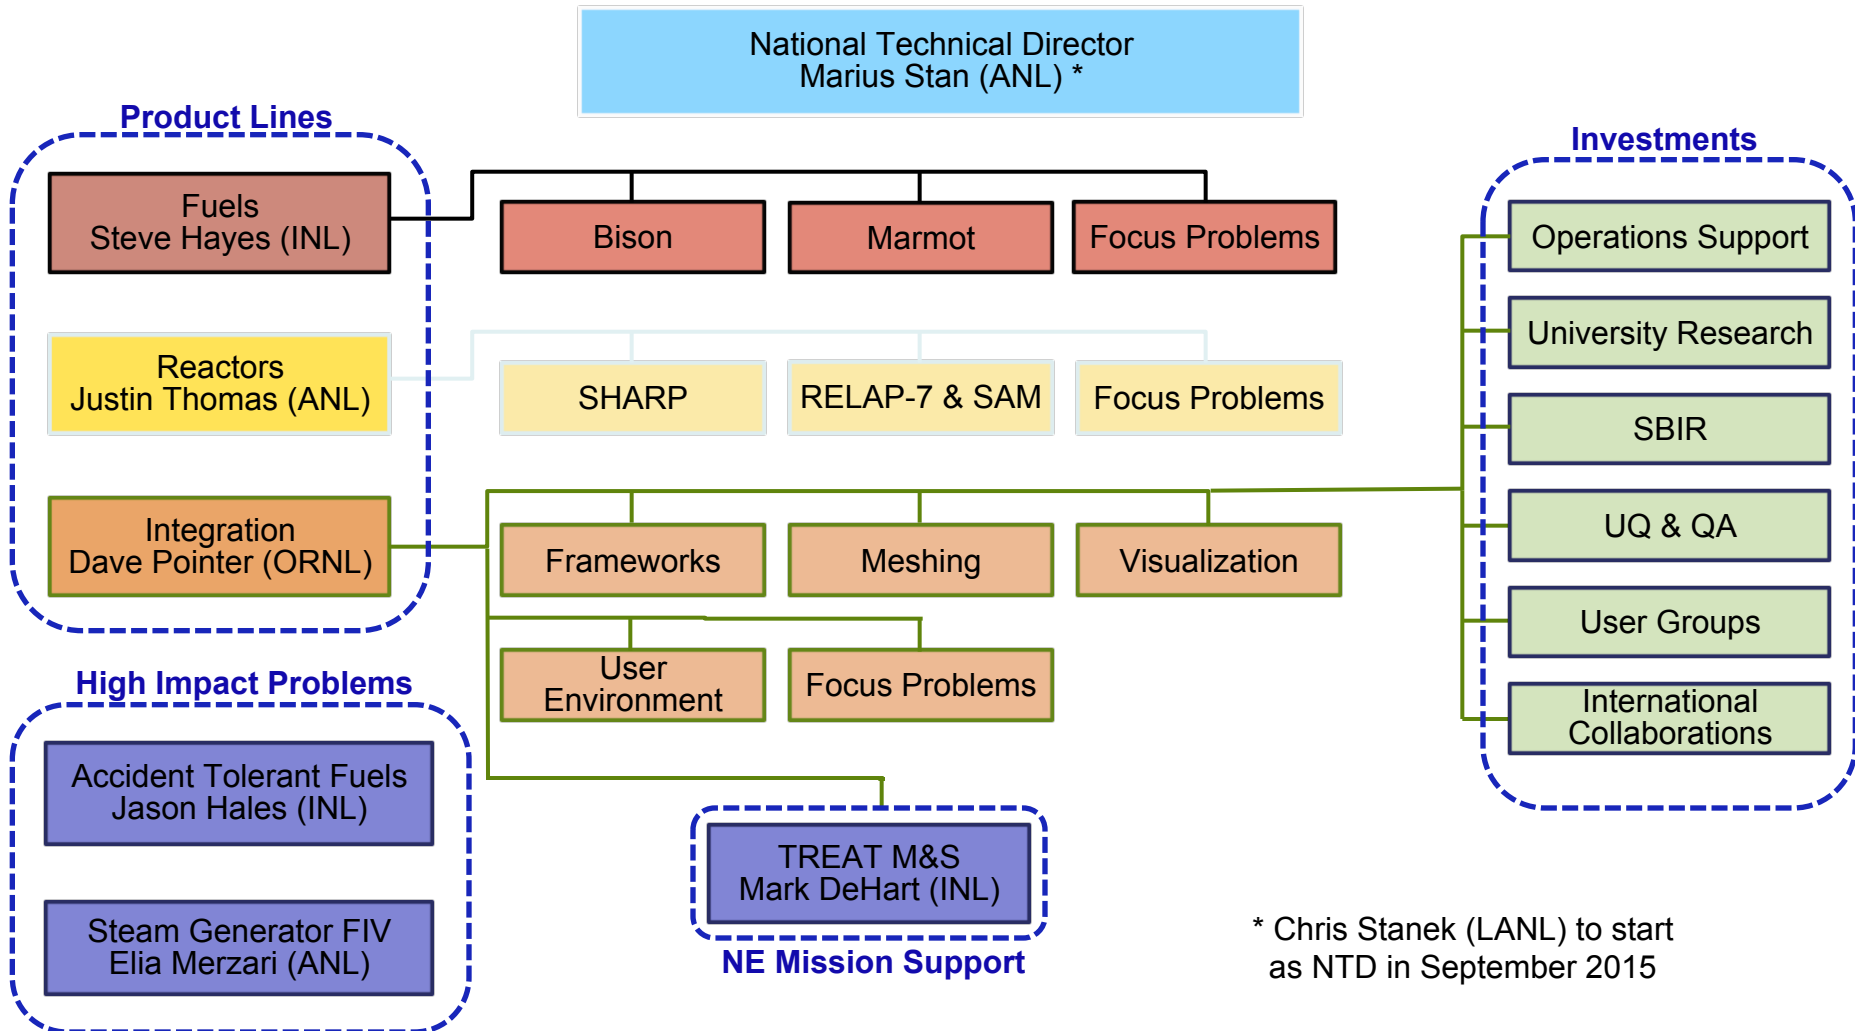 National Technical Director
Marius Stan (ANL) *
Product Lines
Fuels
Steve Hayes (INL)
Bison
Marmot
Focus Problems
Reactors
Justin Thomas (ANL)
SHARP
RELAP-7 & SAM
Focus Problems
Integration
Dave Pointer (ORNL)
Frameworks
Meshing
Visualization
User
Environment
Focus Problems
High Impact Problems
Accident Tolerant Fuels
Jason Hales (INL)
Steam Generator FIV
Elia Merzari (ANL)
TREAT M&S
Mark DeHart (INL)
NE Mission Support
Investments
Operations Support
University Research
SBIR
UQ & QA
User Groups
International
Collaborations
* Chris Stanek (LANL) to start
as NTD in September 2015